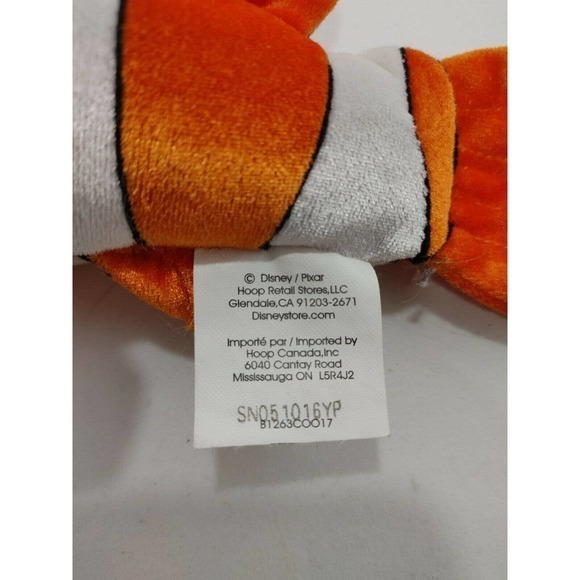 © Disney / Pixar
Hoop Retail Stores,LLC
Glendale,CA 91203-2671
Disneystore.com
Importé par / Imported by
Hoop Canada,Inc
6040 Cantay Road
Mississauga ON L5R4J2
SN051016YP
B1263C0017